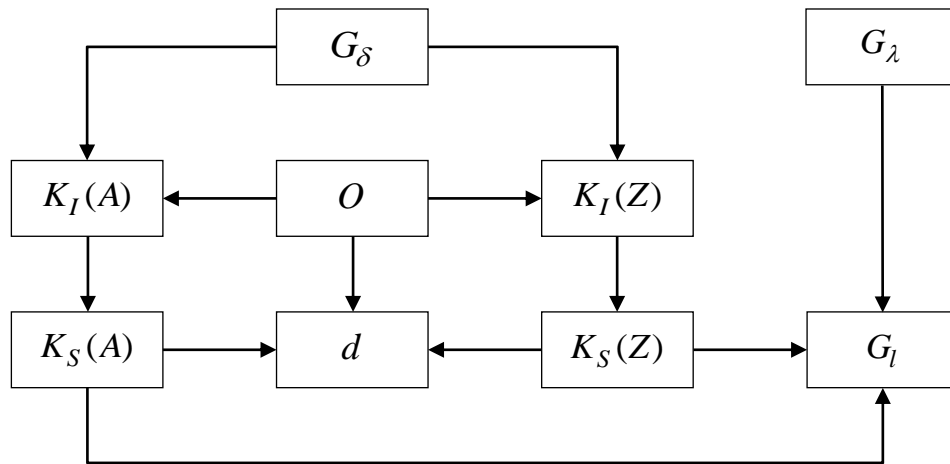 G_δ
G_λ
K_I(A)
O
K_I(Z)
K_S(A)
d
K_S(Z)
G_l